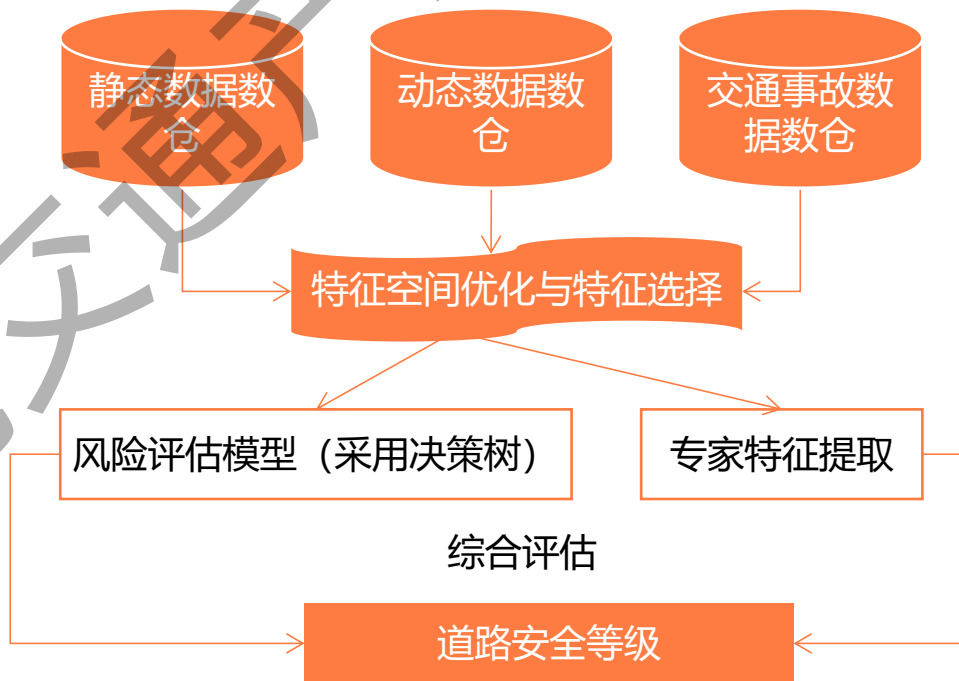 静态数据数
仓
动态数据数
仓
交通事故数
据数仓
特征空间优化与特征选择
风险评估模型（采用决策树）
专家特征提取
综合评估
道路安全等级
交通